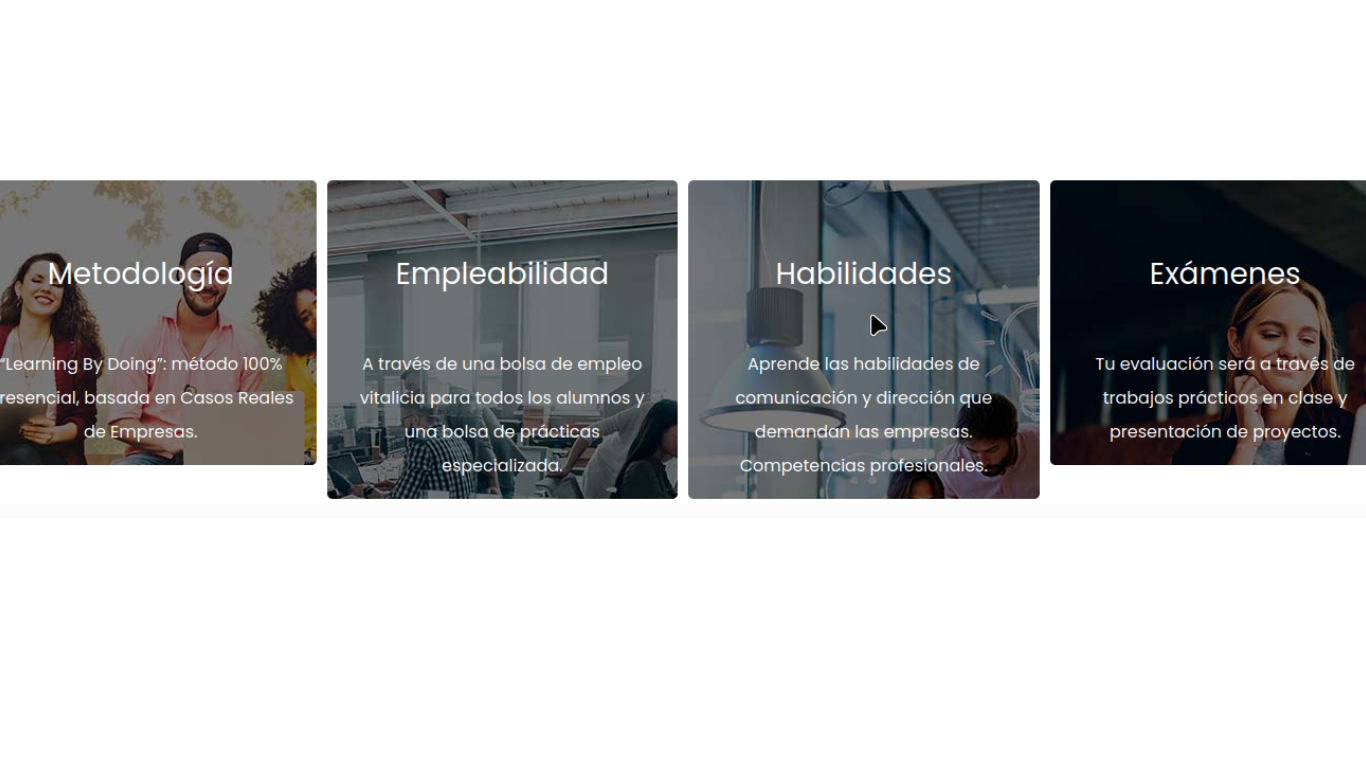 Metodología
“Learning By Doing”: método 100%
resencial, basada en Casos Reales
de Empresas.
Empleabilidad
A través de una bolsa de empleo
vitalicia para todos los alumnos y
una bolsa de prácticas
especializada.
Habilidades
Aprende las habilidades de
comunicación y dirección que
demandan las empresas.
Competencias profesionales.
Exámenes
Tu evaluación será a través de
trabajos prácticos en clase y
presentación de proyectos.